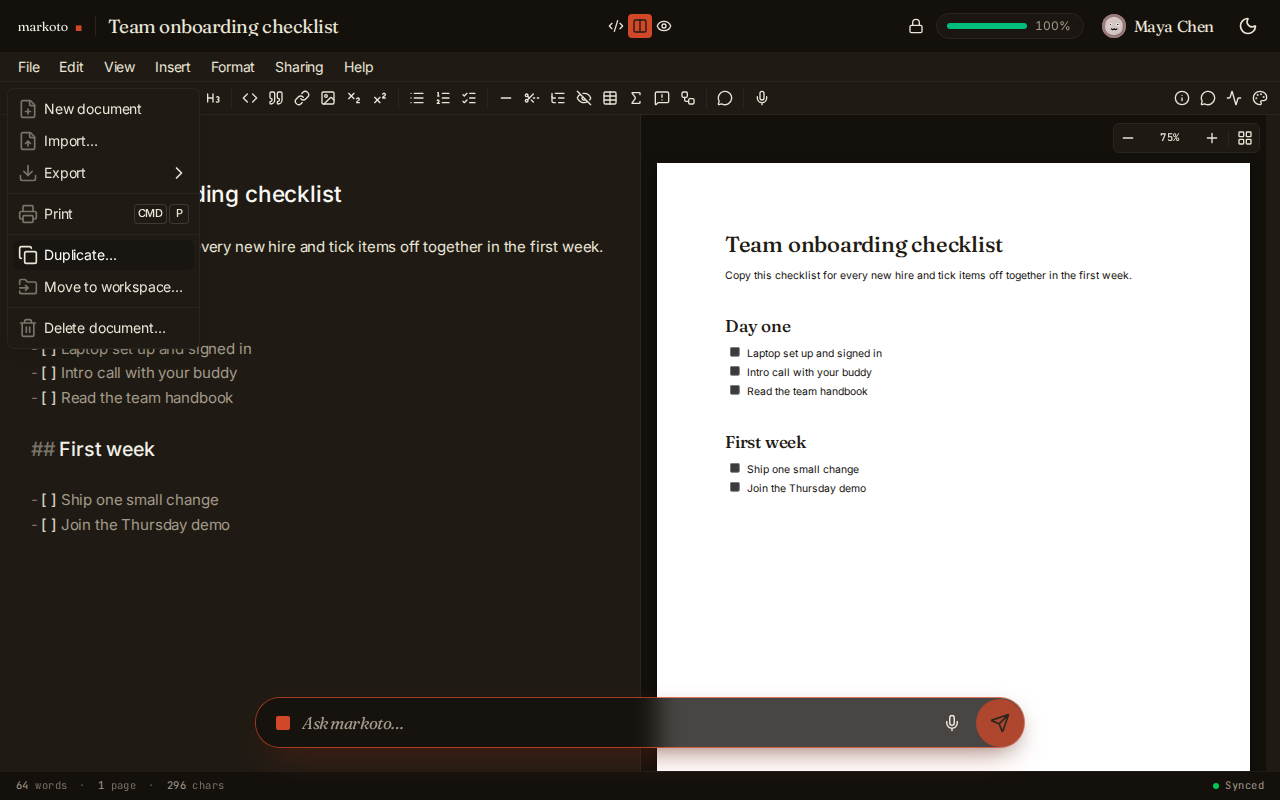 markoto
Team onboarding checklist
100%
Maya Chen
File Edit View Insert Format Sharing Help
H3
New document
Import...
Export
Print CMD P
Duplicate...
Move to workspace...
Delete document...
ding checklist
very new hire and tick items off together in the first week.
- [ ] Laptop set up and signed in
- [ ] Intro call with your buddy
- [ ] Read the team handbook
## First week
- [ ] Ship one small change
- [ ] Join the Thursday demo
75%
Team onboarding checklist
Copy this checklist for every new hire and tick items off together in the first week.
Day one
Laptop set up and signed in
Intro call with your buddy
Read the team handbook
First week
Ship one small change
Join the Thursday demo
Ask markoto...
64 words · 1 page · 296 chars
Synced